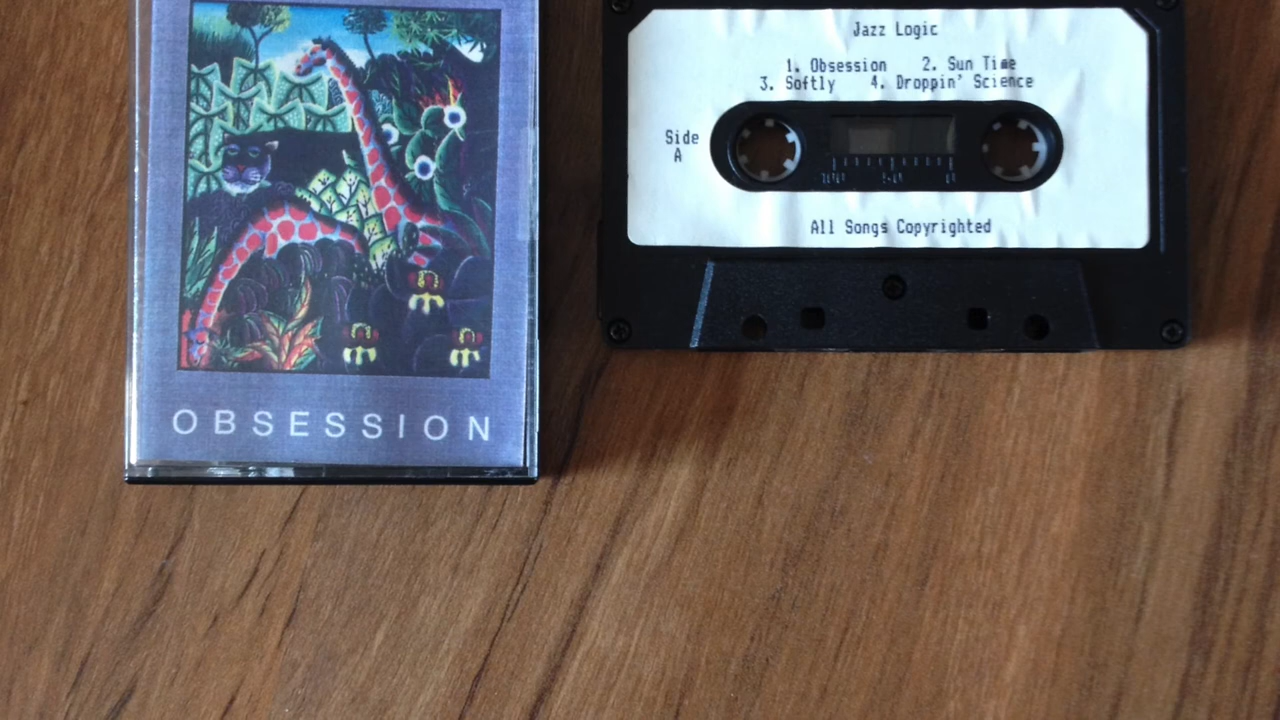 OBSESSION
Jazz Logic
1. Obsession 2. Sun Time
3. Softly 4. Droppin' Science
Side
A
All Songs Copyrighted